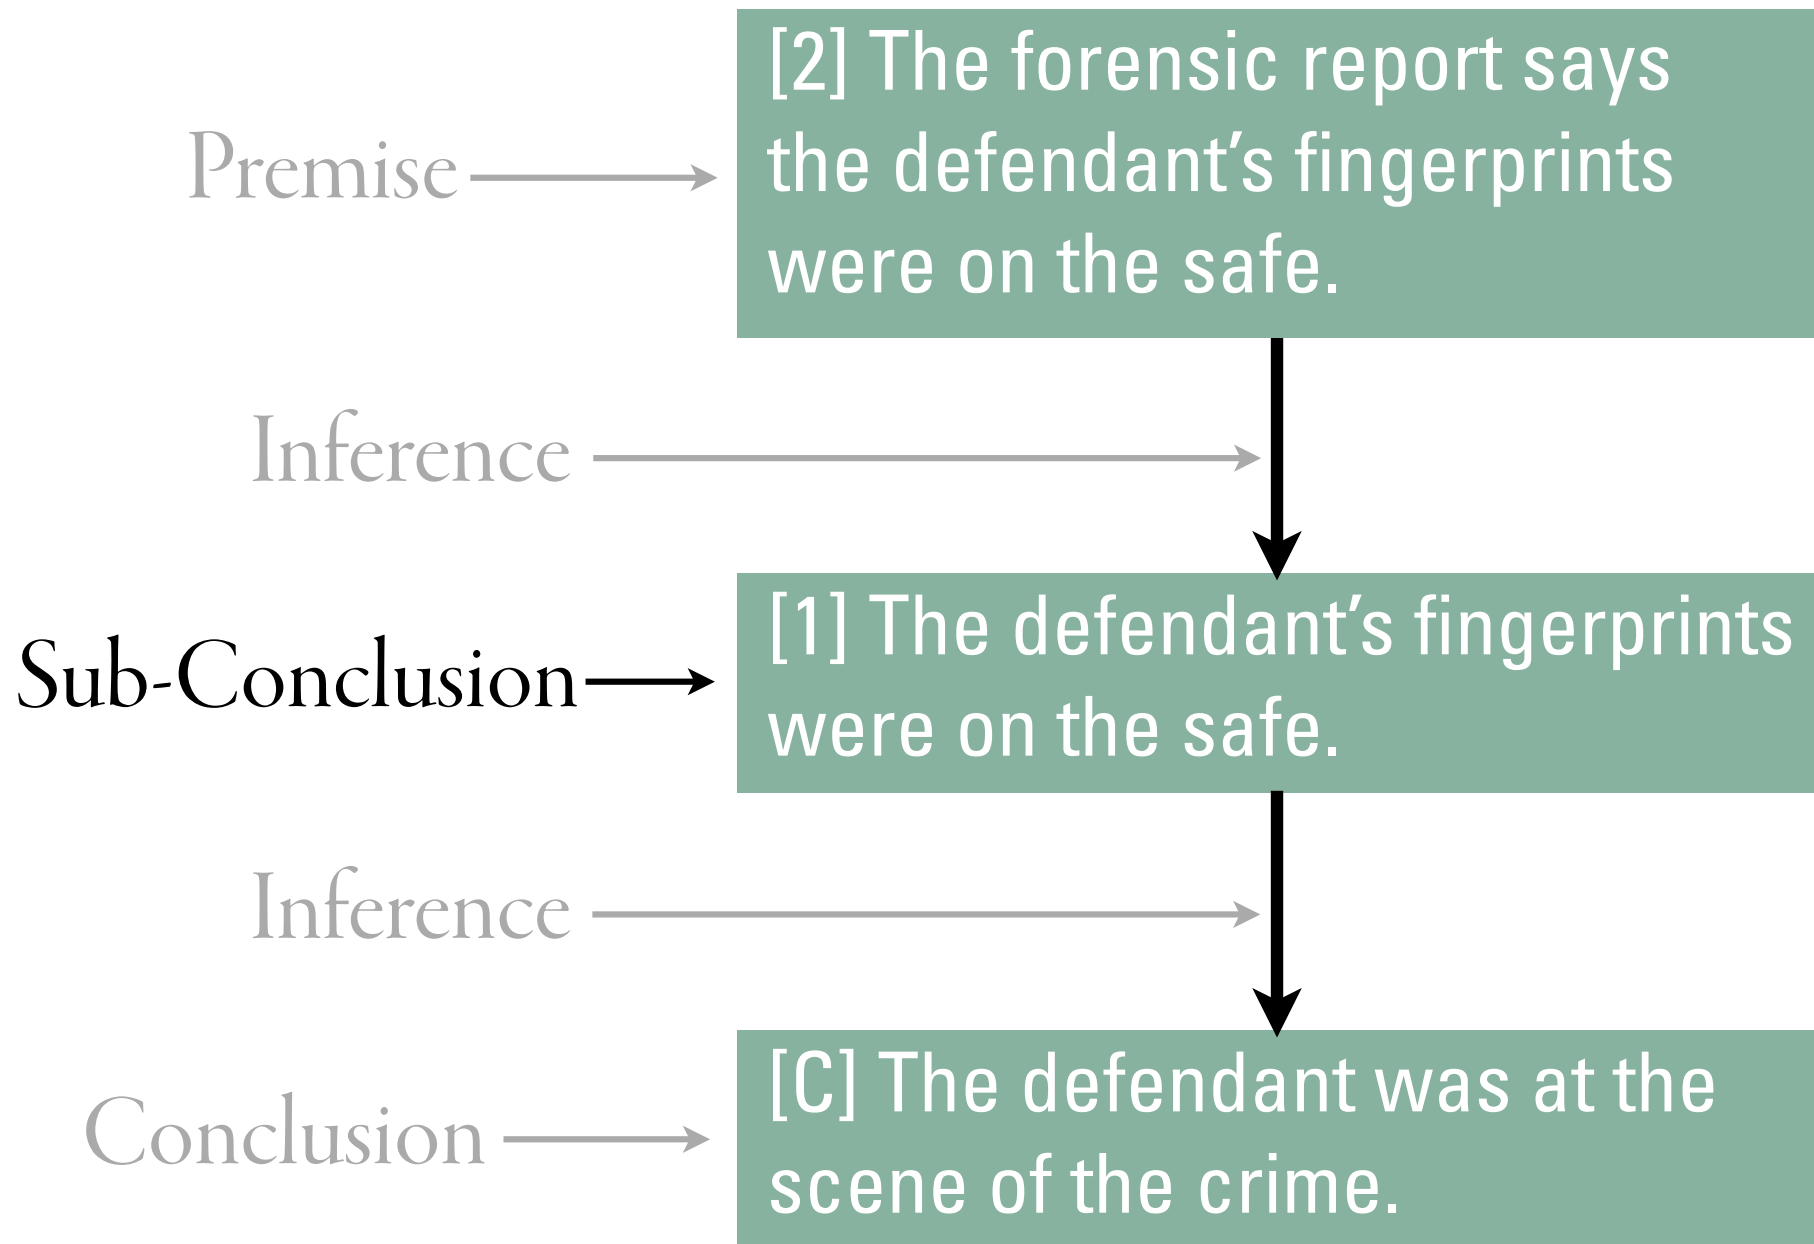 Premise
[2] The forensic report says
the defendant’s fingerprints
were on the safe.
Inference
Sub-Conclusion
[1] The defendant’s fingerprints
were on the safe.
Inference
Conclusion
[C] The defendant was at the
scene of the crime.